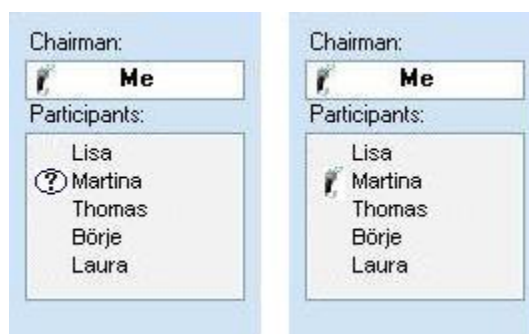 Chairman:
Me
Participants:
Lisa
? Martina
Thomas
Börje
Laura
Chairman:
Me
Participants:
Lisa
Martina
Thomas
Börje
Laura